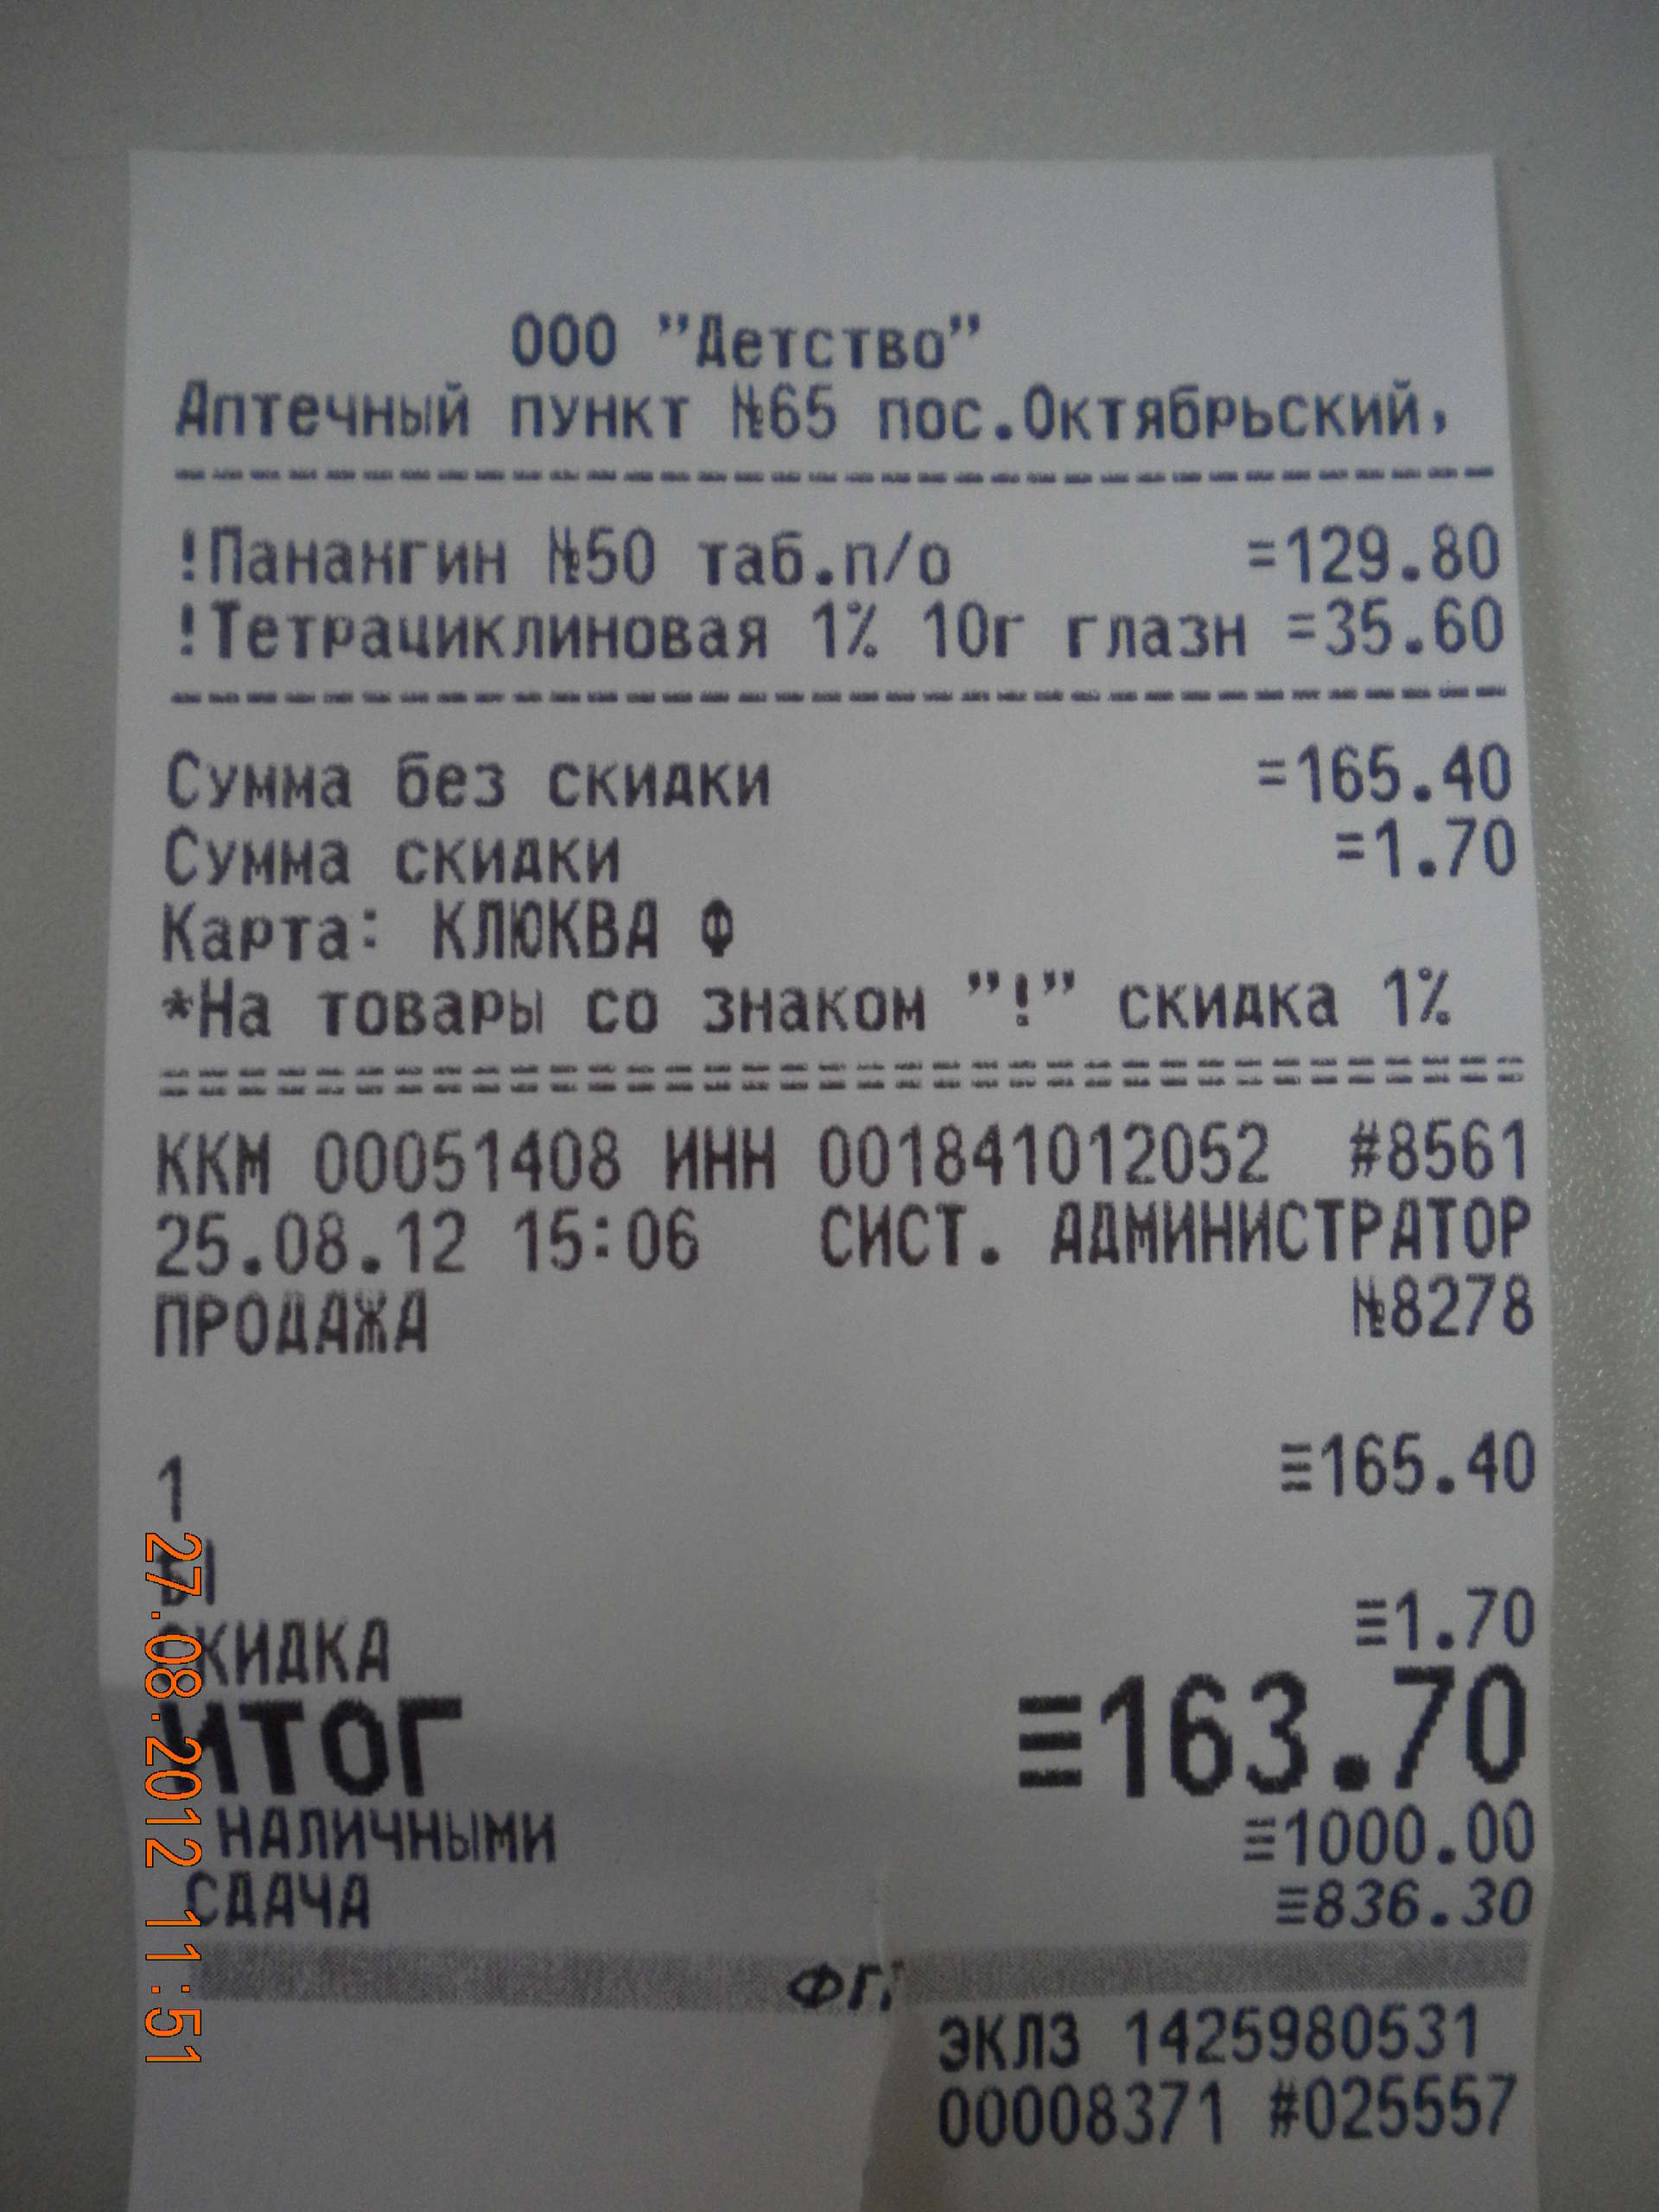 ООО "Детство"
Аптечный пункт №65 пос.Октябрьский,
!Панангин №50 таб.п/о =129.80
!Тетрациклиновая 1% 10г глазн =35.60
Сумма без скидки =165.40
Сумма скидки =1.70
Карта: КЛЮКВА Ф
*На товары со знаком "!" скидка 1%
ККМ 00051408 ИНН 001841012052 #8561
25.08.12 15:06 СИСТ. АДМИНИСТРАТОР
ПРОДАЖА №8278
1 ≡165.40
СКИДКА ≡1.70
ИТОГ ≡163.70
НАЛИЧНЫМИ ≡1000.00
СДАЧА ≡836.30
ЭКЛЗ 1425980531
00008371 #025557
27.08.2012 11:51